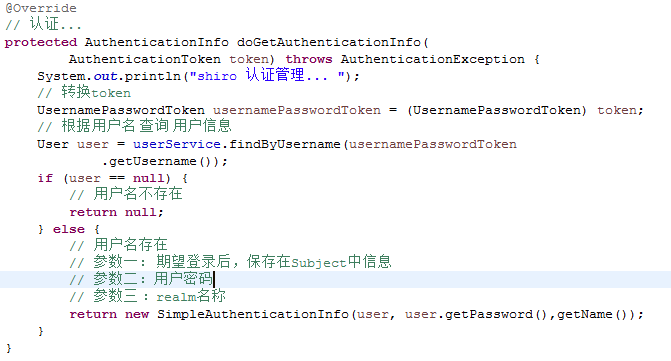 @Override
// 认证...
protected AuthenticationInfo doGetAuthenticationInfo(
        AuthenticationToken token) throws AuthenticationException {
    System.out.println("shiro 认证管理... ");
    // 转换token
    UsernamePasswordToken usernamePasswordToken = (UsernamePasswordToken) token;
    // 根据用户名 查询 用户信息
    User user = userService.findByUsername(usernamePasswordToken
            .getUsername());
    if (user == null) {
        // 用户名不存在
        return null;
    } else {
        // 用户名存在
        // 参数一: 期望登录后，保存在Subject中信息
        // 参数二: 用户密码
        // 参数三 : realm名称
        return new SimpleAuthenticationInfo(user, user.getPassword(),getName());
    }
}